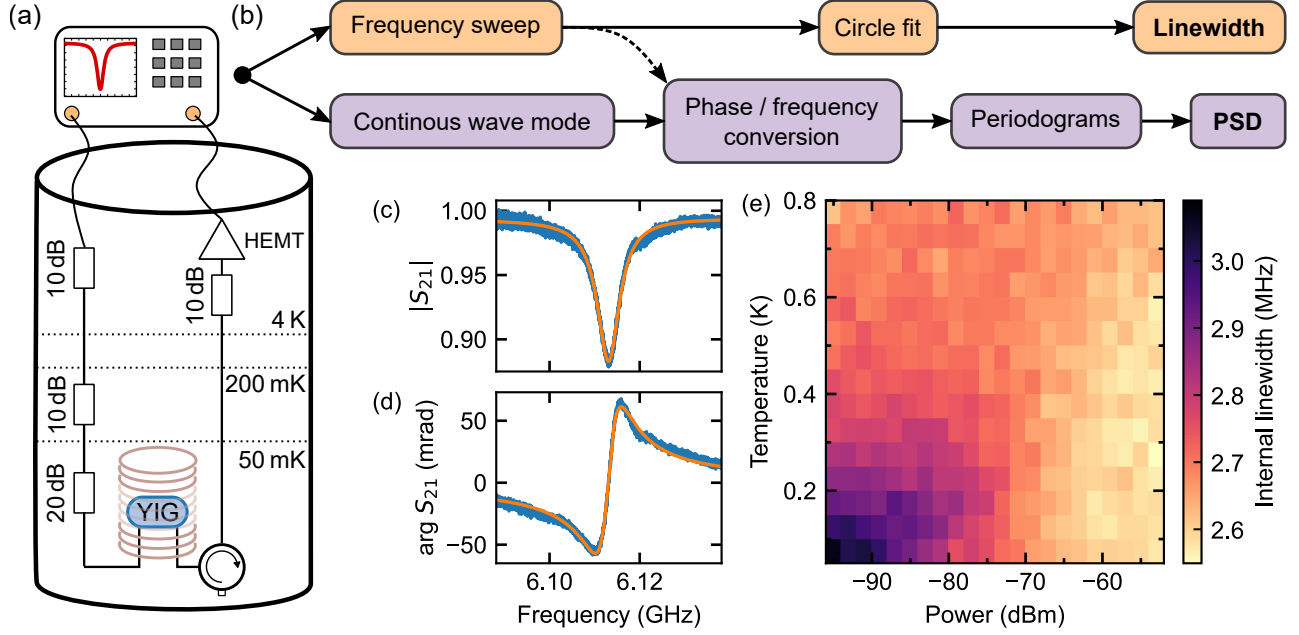 (a)
(b)
Frequency sweep
Circle fit
Linewidth
Continous wave mode
Phase / frequency
conversion
Periodograms
PSD
10 dB
HEMT
10 dB
4 K
10 dB
200 mK
20 dB
50 mK
YIG
(c)
|S21|
1.00
0.95
0.90
(d)
arg S21 (mrad)
50
0
−50
6.10
6.12
Frequency (GHz)
(e)
Temperature (K)
0.8
0.6
0.4
0.2
−90
−80
−70
−60
Power (dBm)
3.0
2.9
2.8
2.7
2.6
Internal linewidth (MHz)